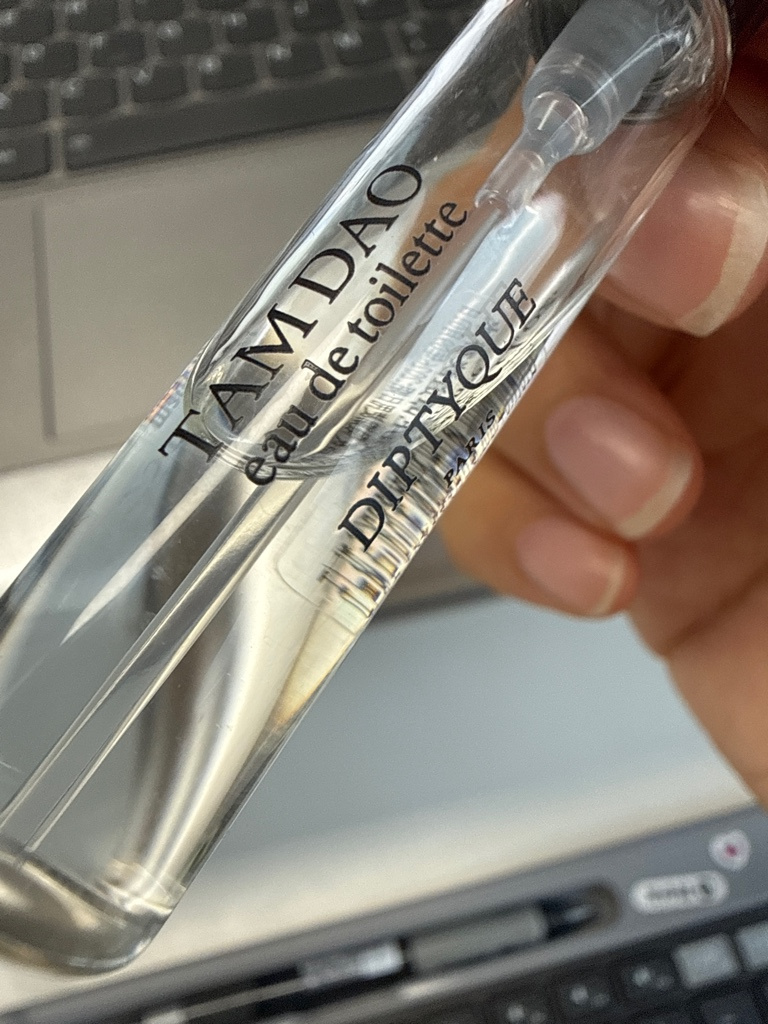 TAM DAO
eau de toilette
DIPTYQUE
PARIS